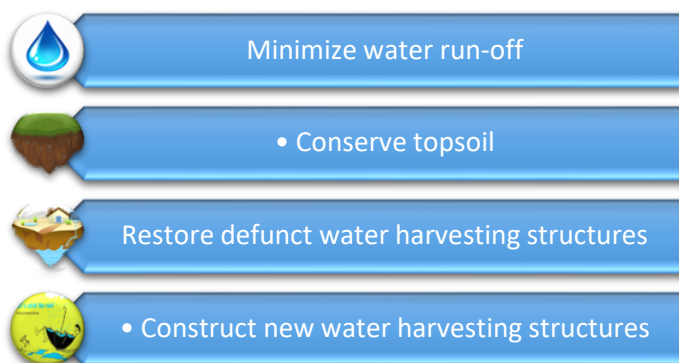 Minimize water run-off
• Conserve topsoil
Restore defunct water harvesting structures
• Construct new water harvesting structures